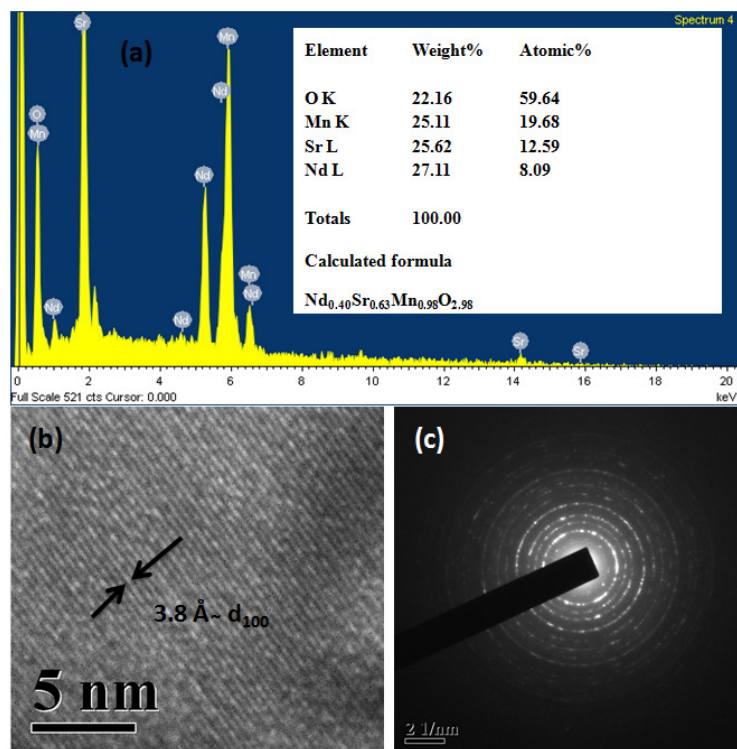 Spectrum 4
(a)
Sr
Mn
Nd
O
Mn
Nd
Mn
Nd
Nd
Nd
Sr
Sr
Element Weight% Atomic%
O K 22.16 59.64
Mn K 25.11 19.68
Sr L 25.62 12.59
Nd L 27.11 8.09
Totals 100.00
Calculated formula
Nd0.40Sr0.63Mn0.98O2.98
0 2 4 6 8 10 12 14 16 18 20
Full Scale 521 cts Cursor: 0.000 keV
(b)
3.8 Å~ d100
5 nm
(c)
2 1/nm